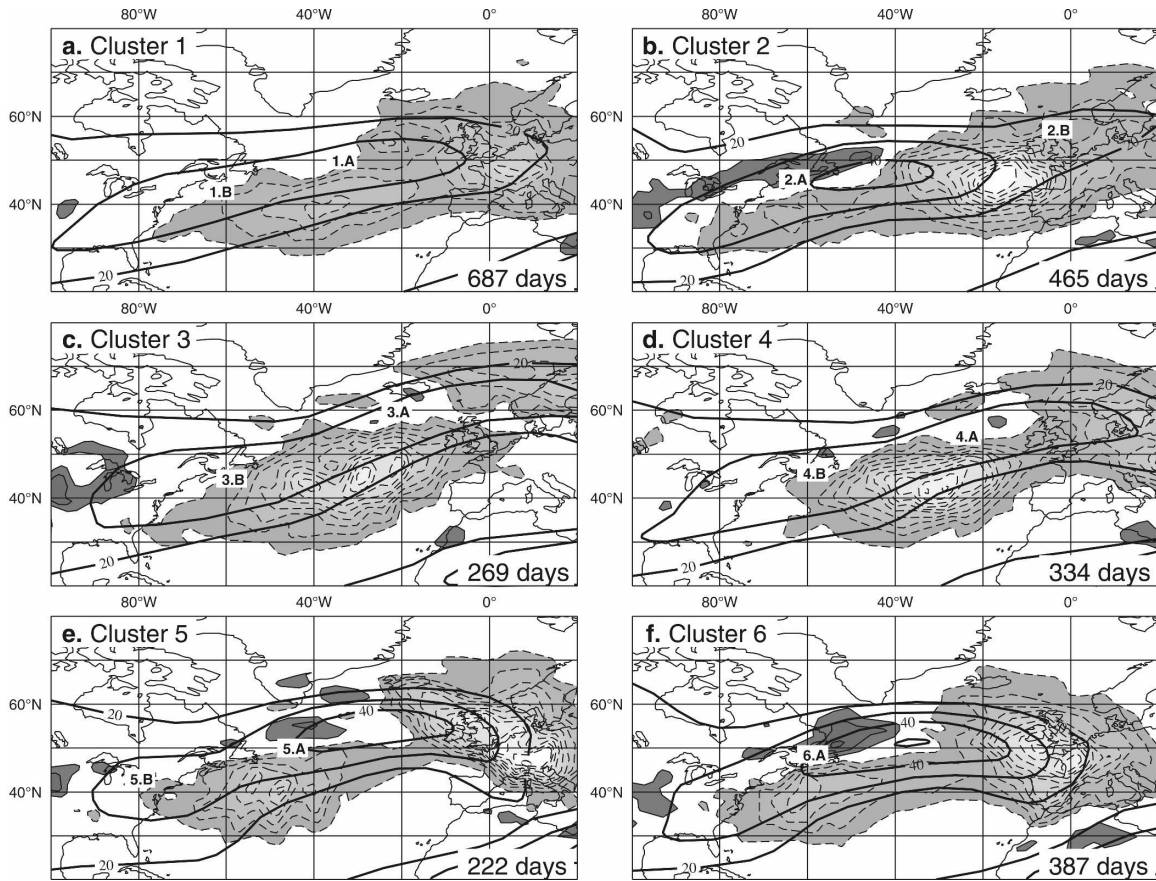 80°W 40°W 0° 80°W 40°W 0°
a. Cluster 1 b. Cluster 2
60°N 60°N
40°N 40°N
20 20 20 20 40
1.A 1.B 2.A 2.B
687 days 465 days
80°W 40°W 0° 80°W 40°W 0°
c. Cluster 3 d. Cluster 4
60°N 60°N
40°N 40°N
20 20 20 20
3.A 3.B 4.A 4.B
269 days 334 days
80°W 40°W 0° 80°W 40°W 0°
e. Cluster 5 f. Cluster 6
60°N 60°N
40°N 40°N
20 40 20 20 40 40 20
5.A 5.B 6.A
222 days 387 days